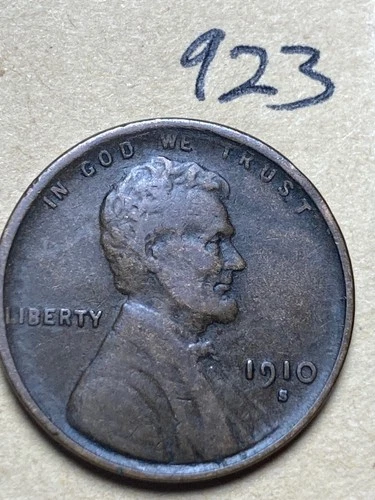 923
IN GOD WE TRUST
LIBERTY
1910
S